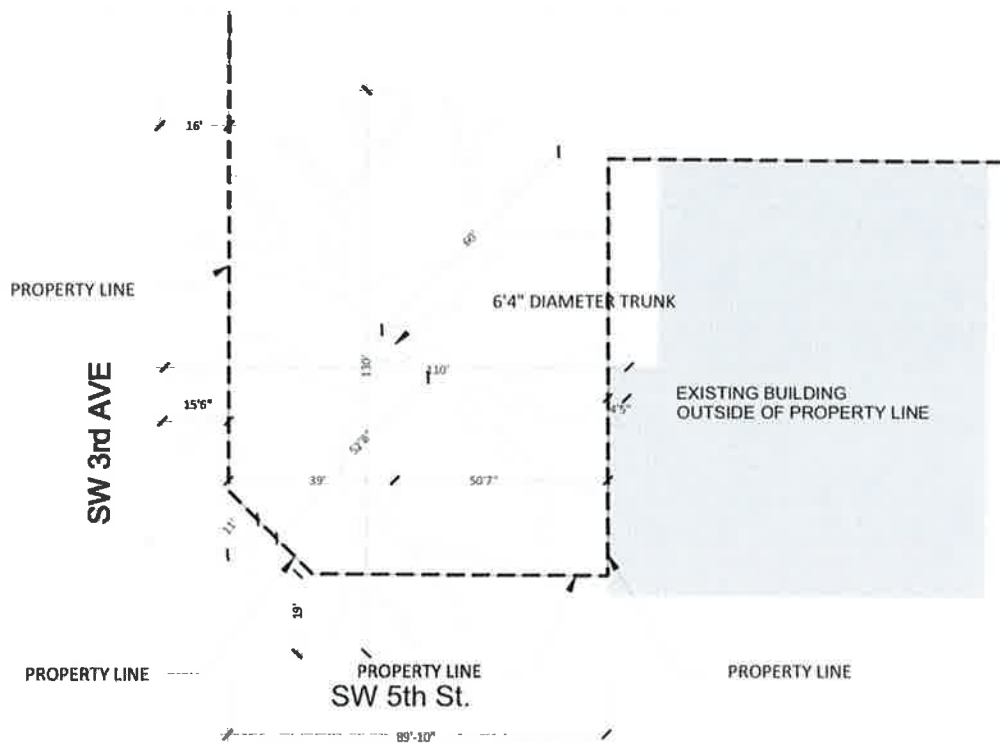 16'
60'
PROPERTY LINE
6'4" DIAMETER TRUNK
130'
110'
SW 3rd AVE
15'6"
4'5"
EXISTING BUILDING
OUTSIDE OF PROPERTY LINE
52'8"
39'
50'7"
11'
19'
PROPERTY LINE
PROPERTY LINE
PROPERTY LINE
SW 5th St.
89'-10"